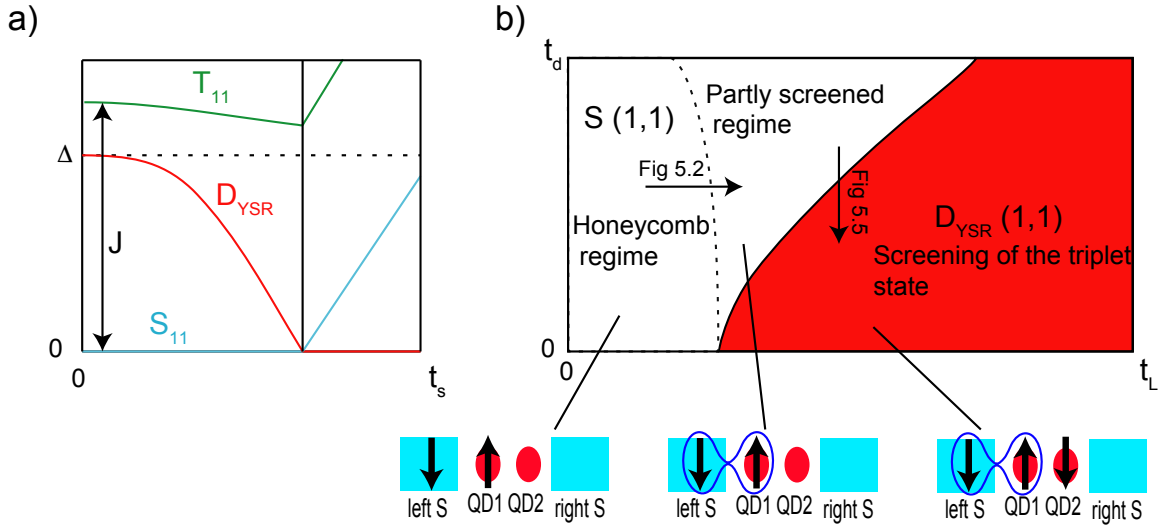 a)
T11
Δ
DYSR
J
S11
0
0
ts
b)
td
S (1,1)
Partly screened
regime
Fig 5.2
Fig 5.5
Honeycomb
regime
DYSR (1,1)
Screening of the triplet
state
0
0
tL
left S
QD1
QD2
right S
left S
QD1
QD2
right S
left S
QD1
QD2
right S